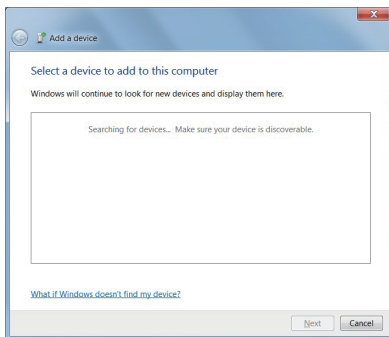 Add a device
Select a device to add to this computer
Windows will continue to look for new devices and display them here.
Searching for devices... Make sure your device is discoverable.
What if Windows doesn't find my device?
Next Cancel